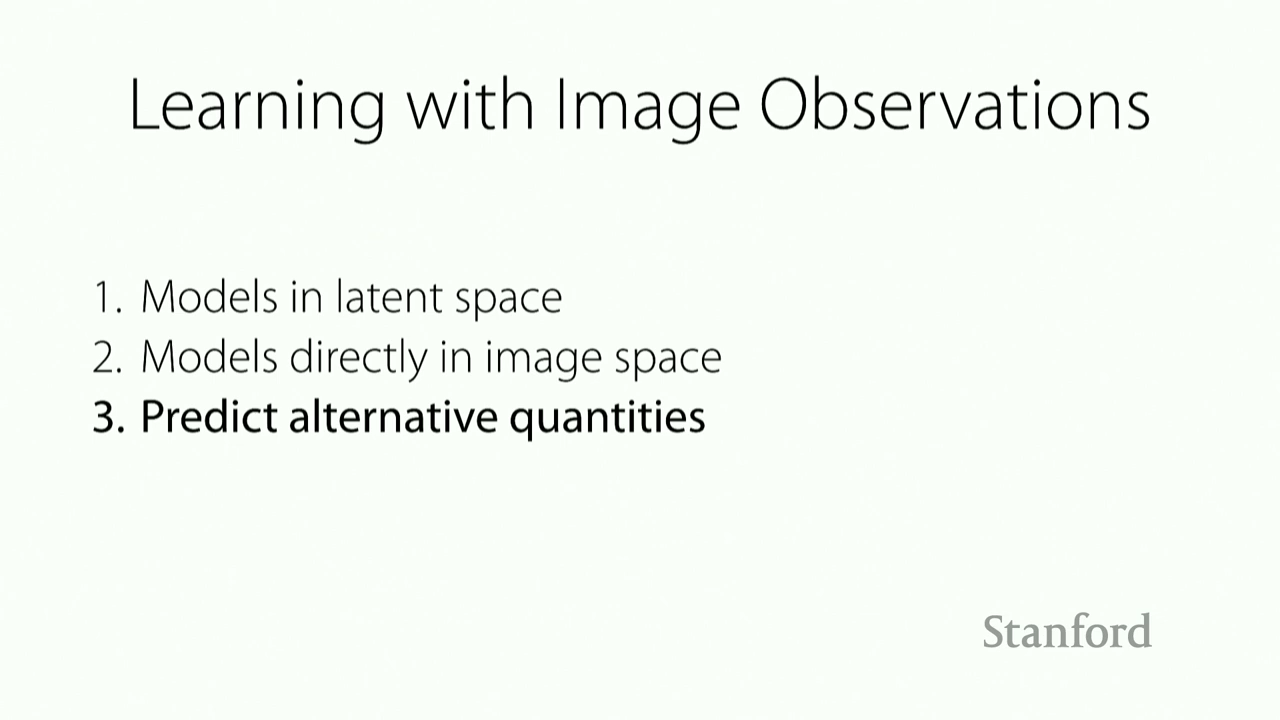 Learning with Image Observations
1. Models in latent space
2. Models directly in image space
3. Predict alternative quantities
Stanford